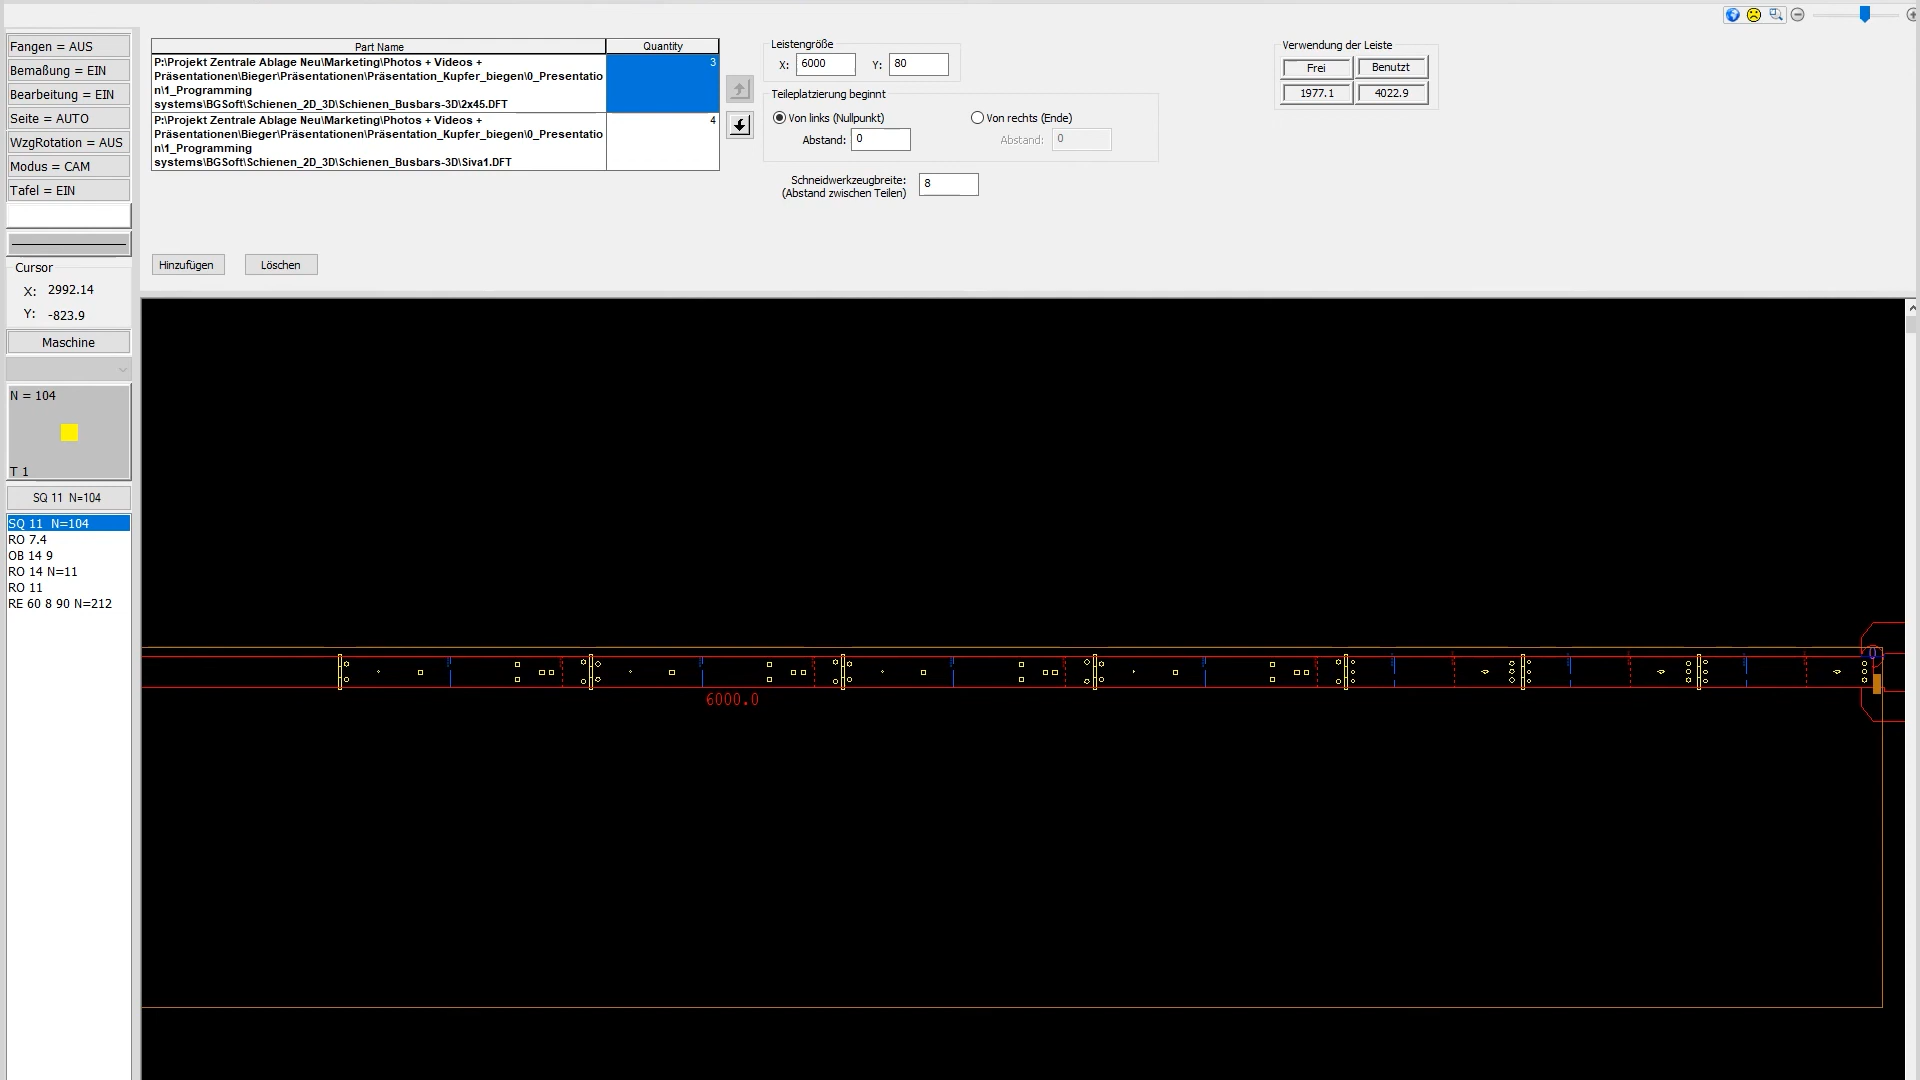 Fangen = AUS
Bemaßung = EIN
Bearbeitung = EIN
Seite = AUTO
WzgRotation = AUS
Modus = CAM
Tafel = EIN
Cursor
X: 2992.14
Y: -823.9
Maschine
N = 104
T 1
SQ 11 N=104
SQ 11 N=104
RO 7.4
OB 14 9
RO 14 N=11
RO 11
RE 60 8 90 N=212
Part Name Quantity
P:\Projekt Zentrale Ablage Neu\Marketing\Photos + Videos + 3
Präsentationen\Bieger\Präsentationen\Präsentation_Kupfer_biegen\0_Presentatio
n\1_Programming
systems\BGSoft\Schienen_2D_3D\Schienen_Busbars-3D\2x45.DFT
P:\Projekt Zentrale Ablage Neu\Marketing\Photos + Videos + 4
Präsentationen\Bieger\Präsentationen\Präsentation_Kupfer_biegen\0_Presentatio
n\1_Programming
systems\BGSoft\Schienen_2D_3D\Schienen_Busbars-3D\Siva1.DFT
Hinzufügen Löschen
Leistengröße
X: 6000 Y: 80
Teileplatzierung beginnt
Von links (Nullpunkt) Von rechts (Ende)
Abstand: 0 Abstand: 0
Schneidwerkzeugbreite: 8
(Abstand zwischen Teilen)
Verwendung der Leiste
Frei Benutzt
1977.1 4022.9
6000.0